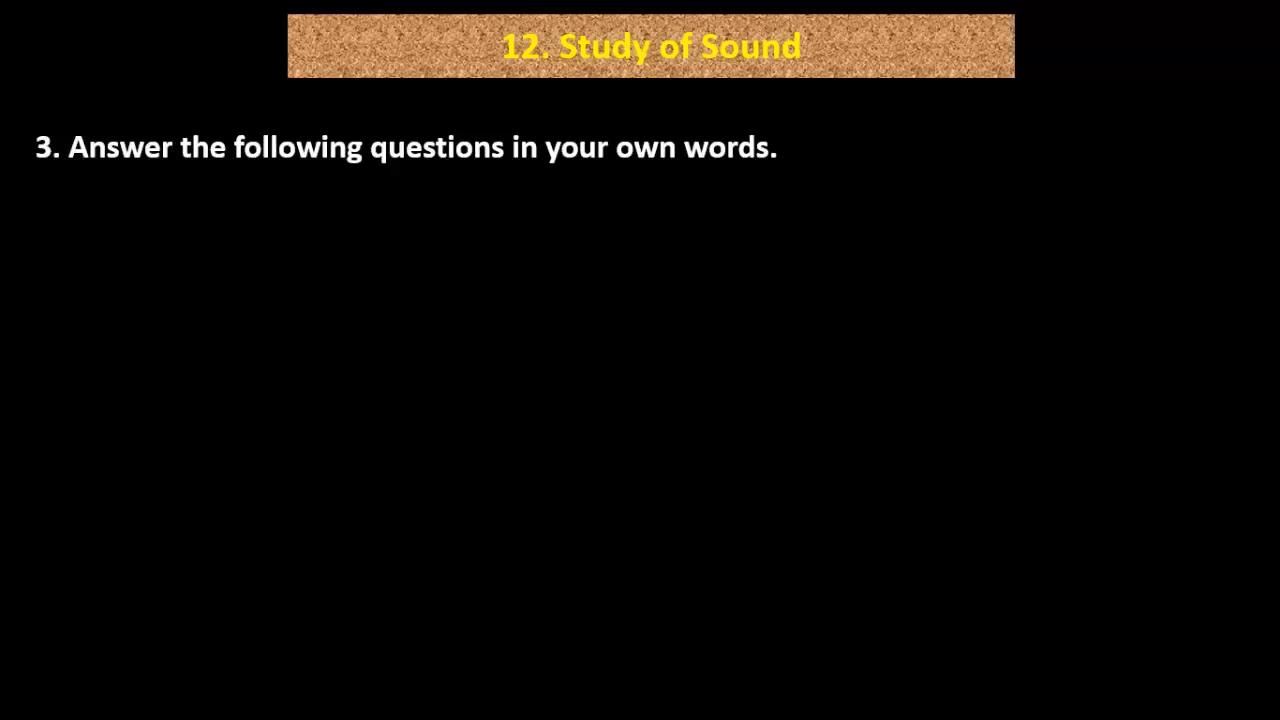 12. Study of Sound
3. Answer the following questions in your own words.